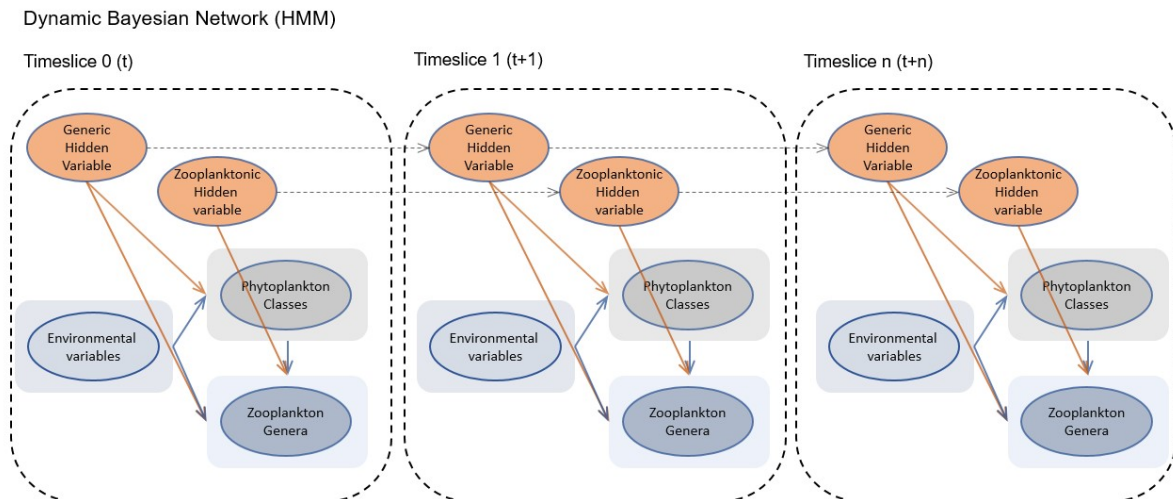 Dynamic Bayesian Network (HMM)
Timeslice 0 (t)
Generic
Hidden
Variable
Zooplanktonic
Hidden
variable
Phytoplankton
Classes
Environmental
variables
Zooplankton
Genera
Timeslice 1 (t+1)
Generic
Hidden
Variable
Zooplanktonic
Hidden
variable
Phytoplankton
Classes
Environmental
variables
Zooplankton
Genera
Timeslice n (t+n)
Generic
Hidden
Variable
Zooplanktonic
Hidden
variable
Phytoplankton
Classes
Environmental
variables
Zooplankton
Genera